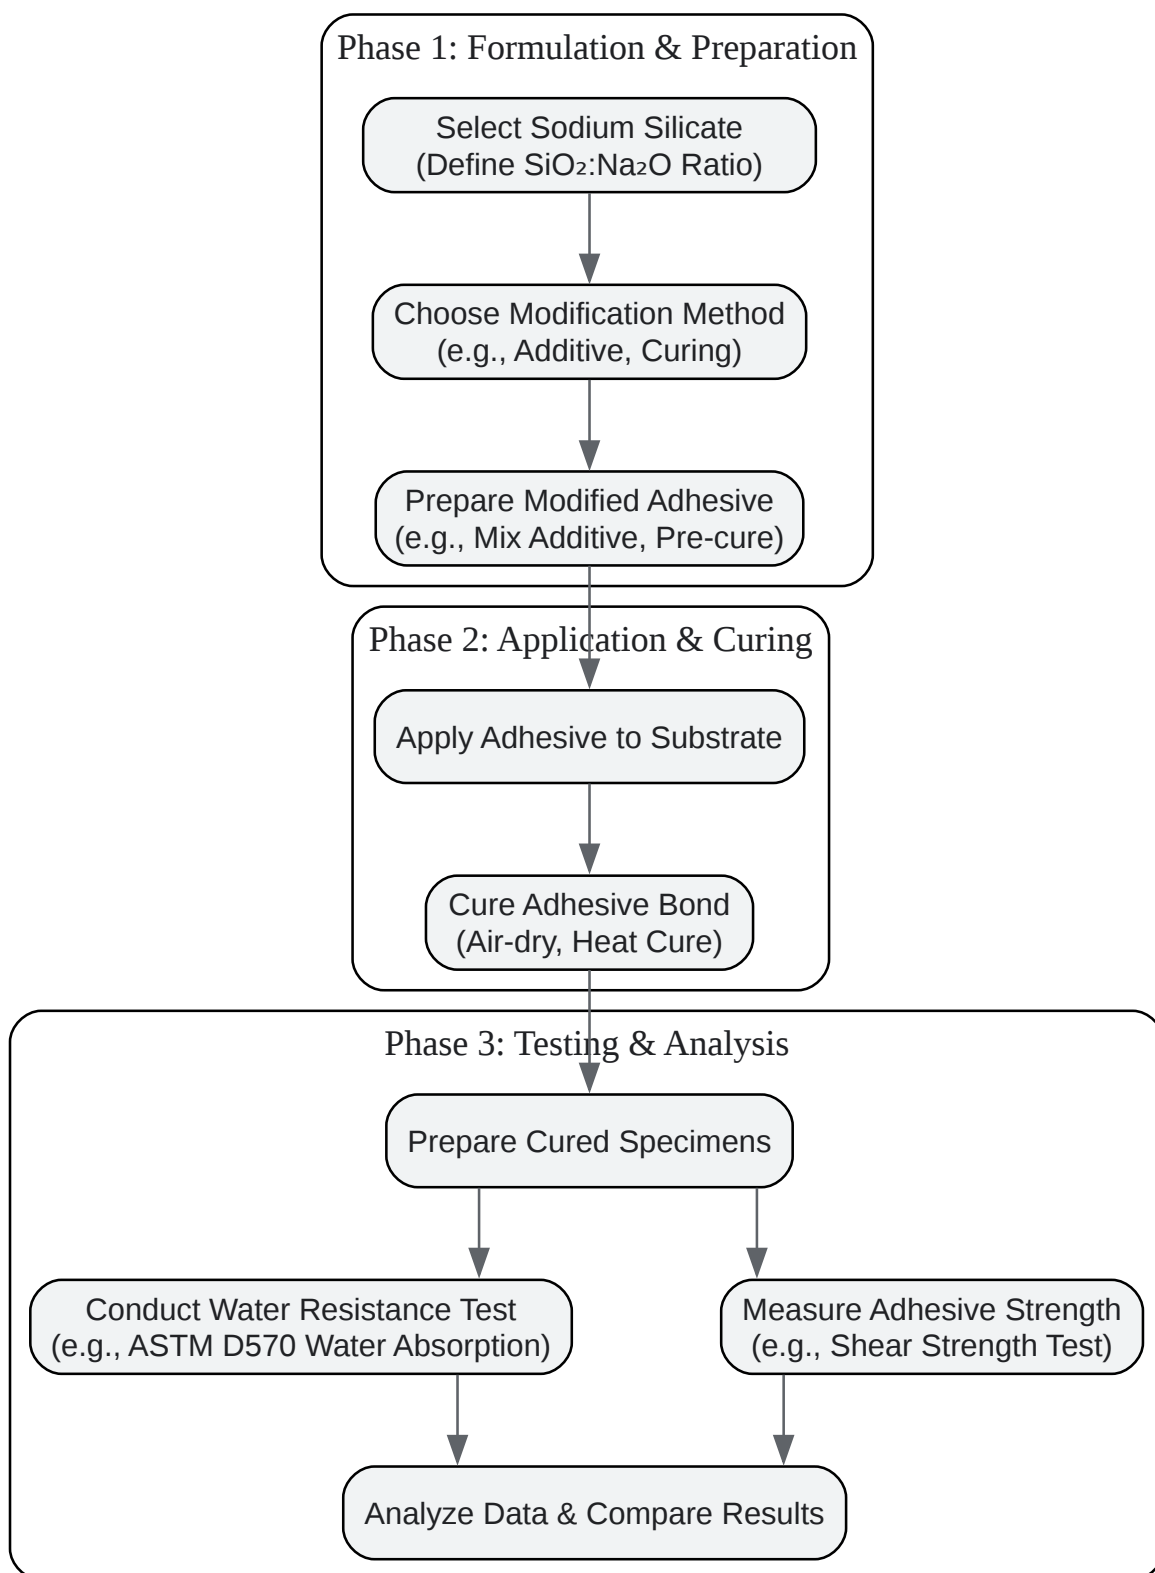 Phase 1: Formulation & Preparation
Select Sodium Silicate
(Define SiO₂:Na₂O Ratio)
Choose Modification Method
(e.g., Additive, Curing)
Prepare Modified Adhesive
(e.g., Mix Additive, Pre-cure)
Phase 2: Application & Curing
Apply Adhesive to Substrate
Cure Adhesive Bond
(Air-dry, Heat Cure)
Phase 3: Testing & Analysis
Prepare Cured Specimens
Conduct Water Resistance Test
(e.g., ASTM D570 Water Absorption)
Measure Adhesive Strength
(e.g., Shear Strength Test)
Analyze Data & Compare Results